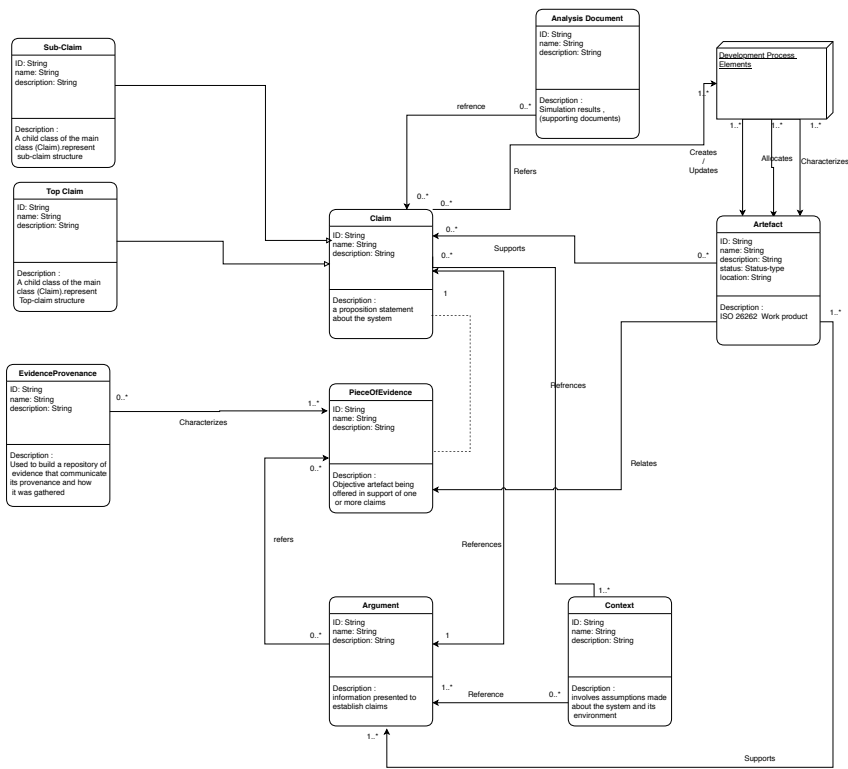 Analysis Document
ID: String
name: String
description: String
Description :
Simulation results ,
(supporting documents)
Sub-Claim
ID: String
name: String
description: String
Description :
A child class of the main
class (Claim).represent
sub-claim structure
Development Process
Elements
refrence
0..*
1..*
1..*
1..*
1..*
Creates
/
Updates
Allocates
Characterizes
Refers
Top Claim
ID: String
name: String
description: String
Description :
A child class of the main
class (Claim).represent
Top-claim structure
0..*
0..*
Claim
ID: String
name: String
description: String
Description :
a proposition statement
about the system
0..*
Supports
0..*
0..*
1
Artefact
ID: String
name: String
description: String
status: Status-type
location: String
Description :
ISO 26262 Work product
1..*
EvidenceProvenance
ID: String
name: String
description: String
Description :
Used to build a repository of
evidence that communicate
its provenance and how
it was gathered
0..*
Characterizes
1..*
0..*
PieceOfEvidence
ID: String
name: String
description: String
Description :
Objective artefact being
offered in support of one
or more claims
Refrences
Relates
refers
References
Argument
ID: String
name: String
description: String
Description :
information presented to
establish claims
0..*
1
1..*
Reference
0..*
1..*
Context
ID: String
name: String
description: String
Description :
involves assumptions made
about the system and its
environment
1..*
Supports